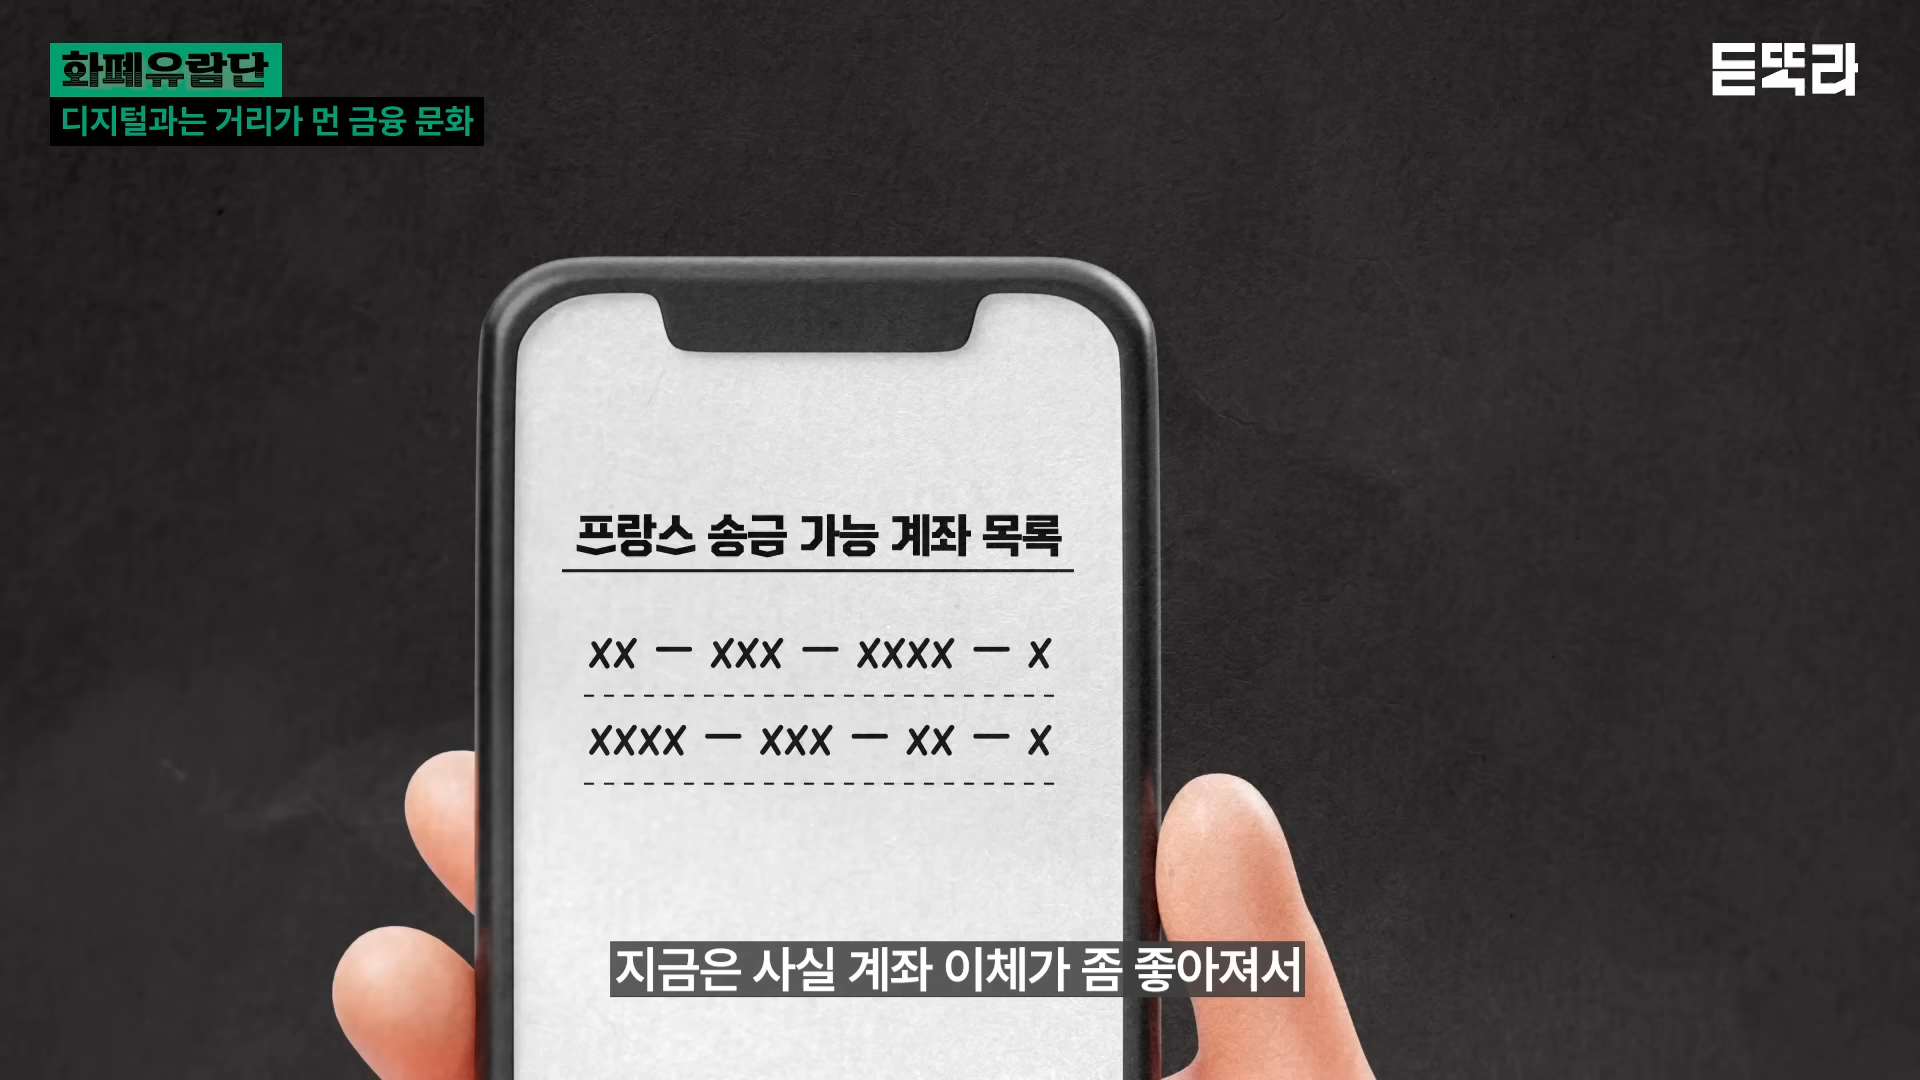 화폐유람단
디지털과는 거리가 먼 금융 문화
듣똑라
프랑스 송금 가능 계좌 목록
xx — xxx — xxxx — x
xxxx — xxx — xx — x
지금은 사실 계좌 이체가 좀 좋아져서